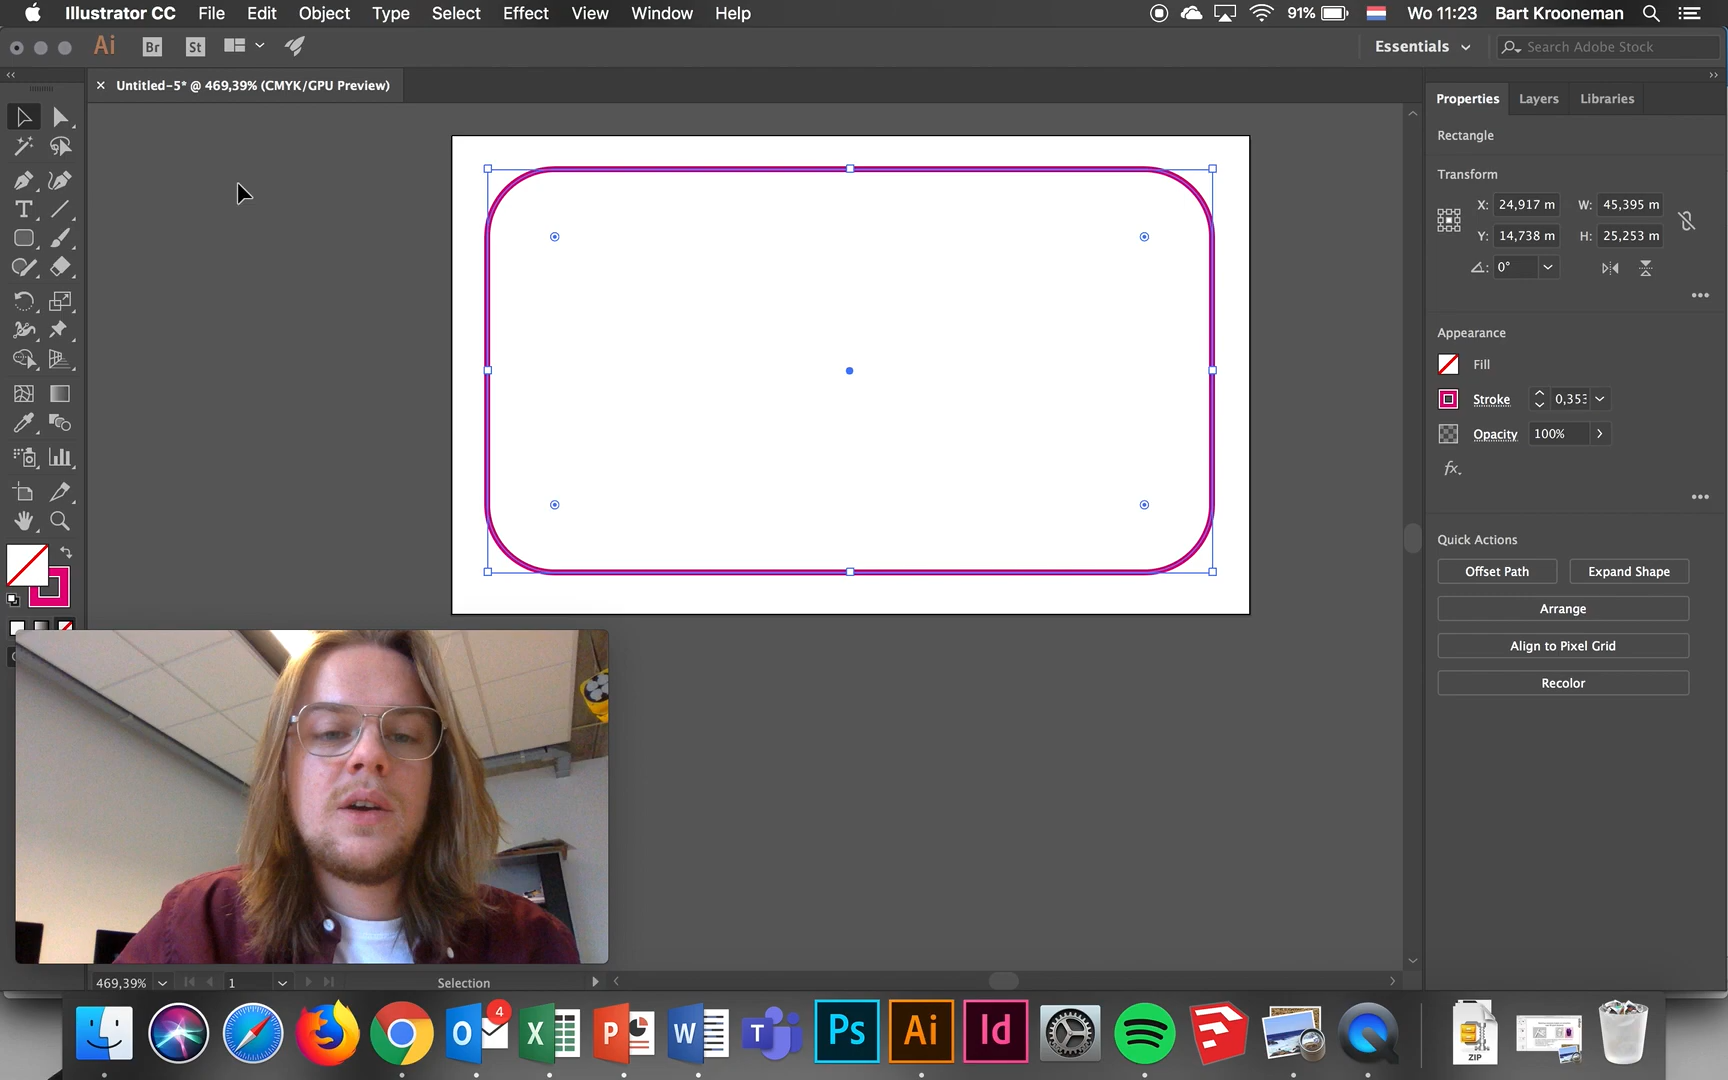 Illustrator CC File Edit Object Type Select Effect View Window Help 91% Wo 11:23 Bart Krooneman
Ai Br St Essentials Search Adobe Stock
Untitled-5* @ 469,39% (CMYK/GPU Preview)
Properties Layers Libraries
Rectangle
Transform
X: 24,917 m W: 45,395 m
Y: 14,738 m H: 25,253 m
0°
Appearance
Fill
Stroke 0,353
Opacity 100%
fx.
Quick Actions
Offset Path Expand Shape
Arrange
Align to Pixel Grid
Recolor
469,39% 1 Selection
4
O X P W T Ps Ai Id
ZIP